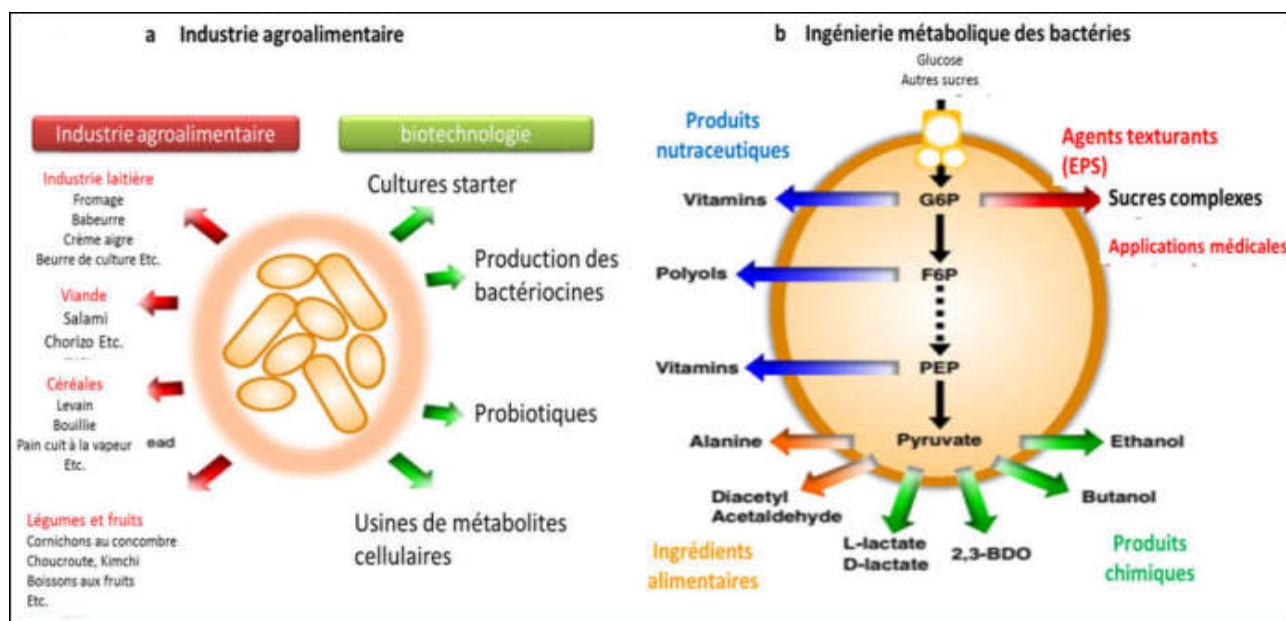 a Industrie agroalimentaire
Industrie agroalimentaire
biotechnologie
Industrie laitière
Fromage
Babeurre
Crème aigre
Beurre de culture Etc.
Viande
Salami
Chorizo Etc.
Céréales
Levain
Bouillie
Pain cuit à la vapeur ead
Etc.
Légumes et fruits
Cornichons au concombre
Choucroute, Kimchi
Boissons aux fruits
Etc.
Cultures starter
Production des
bactériocines
Probiotiques
Usines de métabolites
cellulaires
b Ingénierie métabolique des bactéries
Glucose
Autres sucres
Produits
nutraceutiques
Agents texturants
(EPS)
Vitamins
G6P
Sucres complexes
Applications médicales
Polyols
F6P
Vitamins
PEP
Alanine
Pyruvate
Ethanol
Diacetyl
Acetaldehyde
Butanol
L-lactate
D-lactate
2,3-BDO
Ingrédients
alimentaires
Produits
chimiques